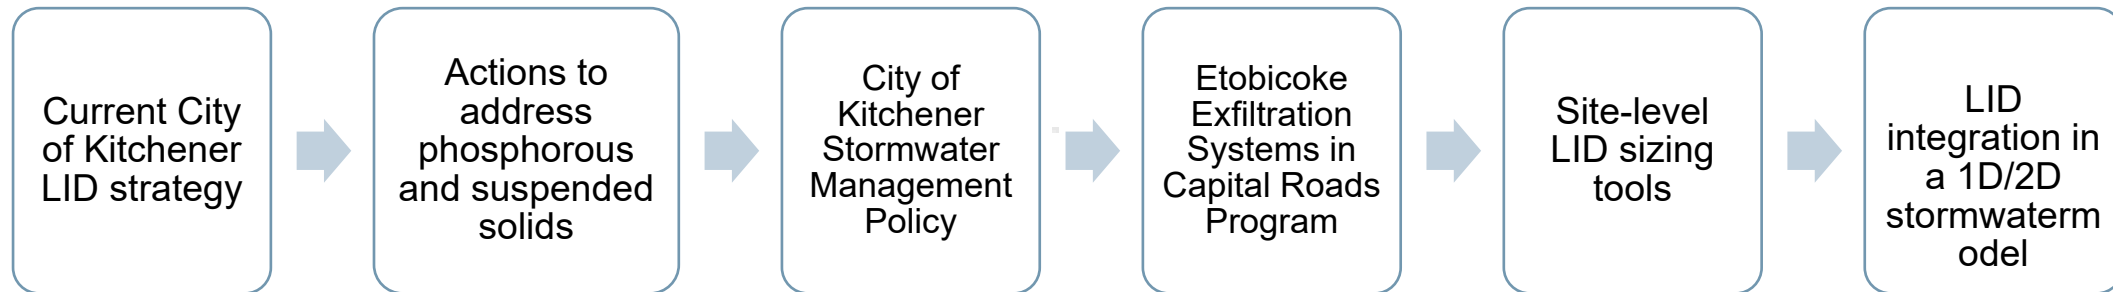 Current City
of Kitchener
LID strategy
Actions to
address
phosphorous
and suspended
solids
City of
Kitchener
Stormwater
Management
Policy
Etobicoke
Exfiltration
Systems in
Capital Roads
Program
Site-level
LID sizing
tools
LID
integration in
a 1D/2D
stormwaterm
odel